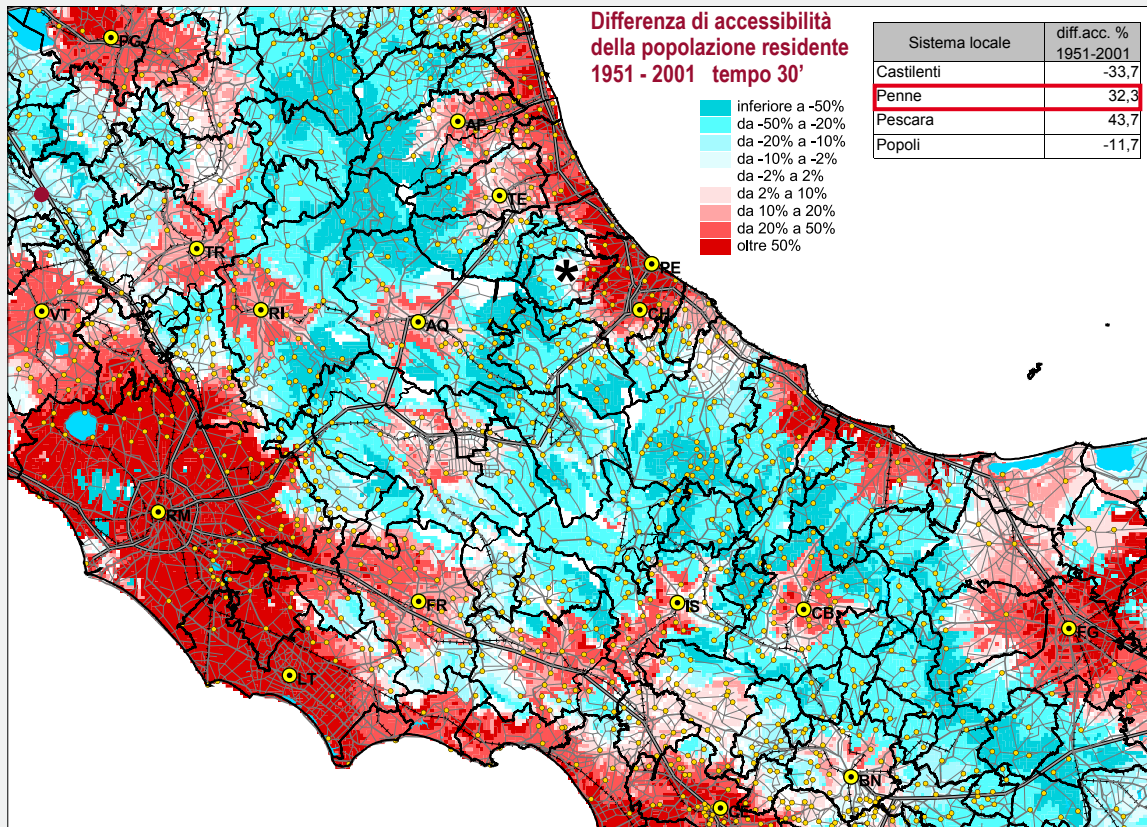 Differenza di accessibilità
della popolazione residente
1951 - 2001 tempo 30'
inferiore a -50%
da -50% a -20%
da -20% a -10%
da -10% a -2%
da -2% a 2%
da 2% a 10%
da 10% a 20%
da 20% a 50%
oltre 50%
Sistema locale diff.acc. % 1951-2001
Castilenti -33,7
Penne 32,3
Pescara 43,7
Popoli -11,7
PG
AP
TE
TR
*
PE
VT
RI
AQ
CH
RM
FR
IS
CB
FG
LT
BN
CE